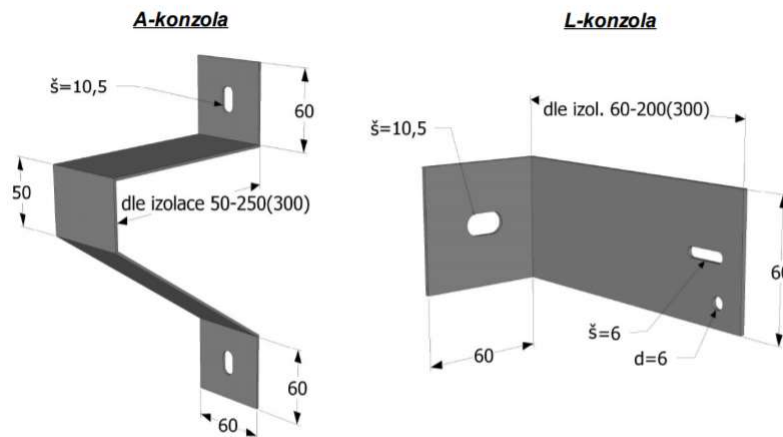 A-konzola
š=10,5
60
50
dle izolace 50-250(300)
60
60
L-konzola
dle izol. 60-200(300)
š=10,5
60
š=6
d=6
60